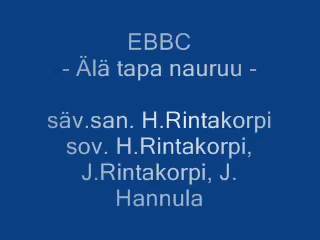 EBBC
- Älä tapa nauruu -
säv.san. H.Rintakorpi
sov. H.Rintakorpi,
J.Rintakorpi, J.
Hannula